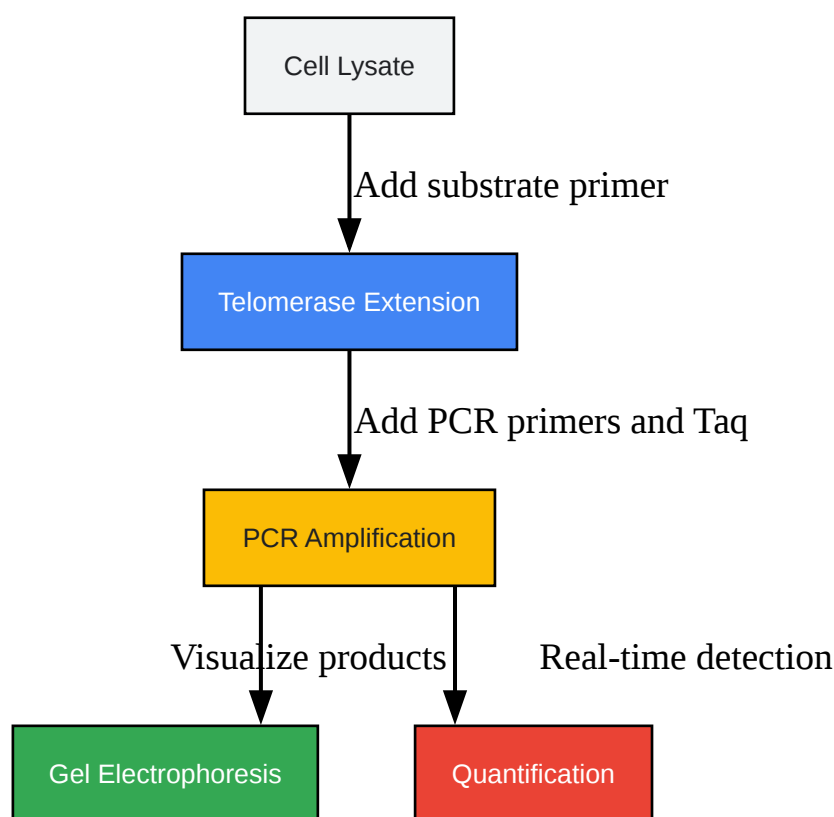 Cell Lysate
Add substrate primer
Telomerase Extension
Add PCR primers and Taq
PCR Amplification
Visualize products
Real-time detection
Gel Electrophoresis
Quantification